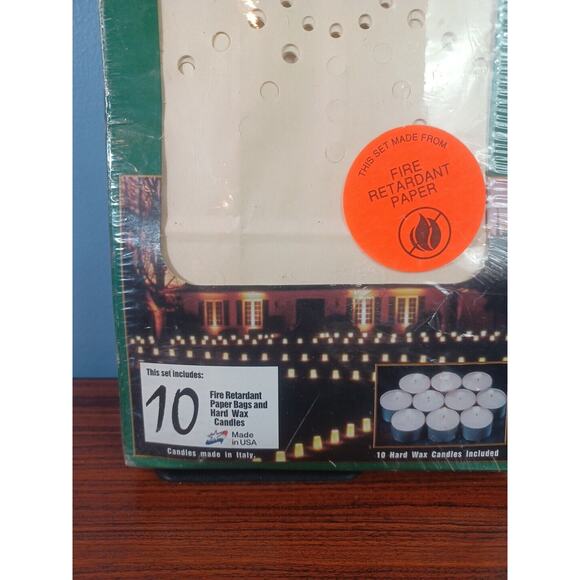 THIS SET MADE FROM
FIRE
RETARDANT
PAPER
This set includes:
10
Fire Retardant
Paper Bags and
Hard Wax
Candles
Made
in USA
Candles made in Italy.
10 Hard Wax Candles Included